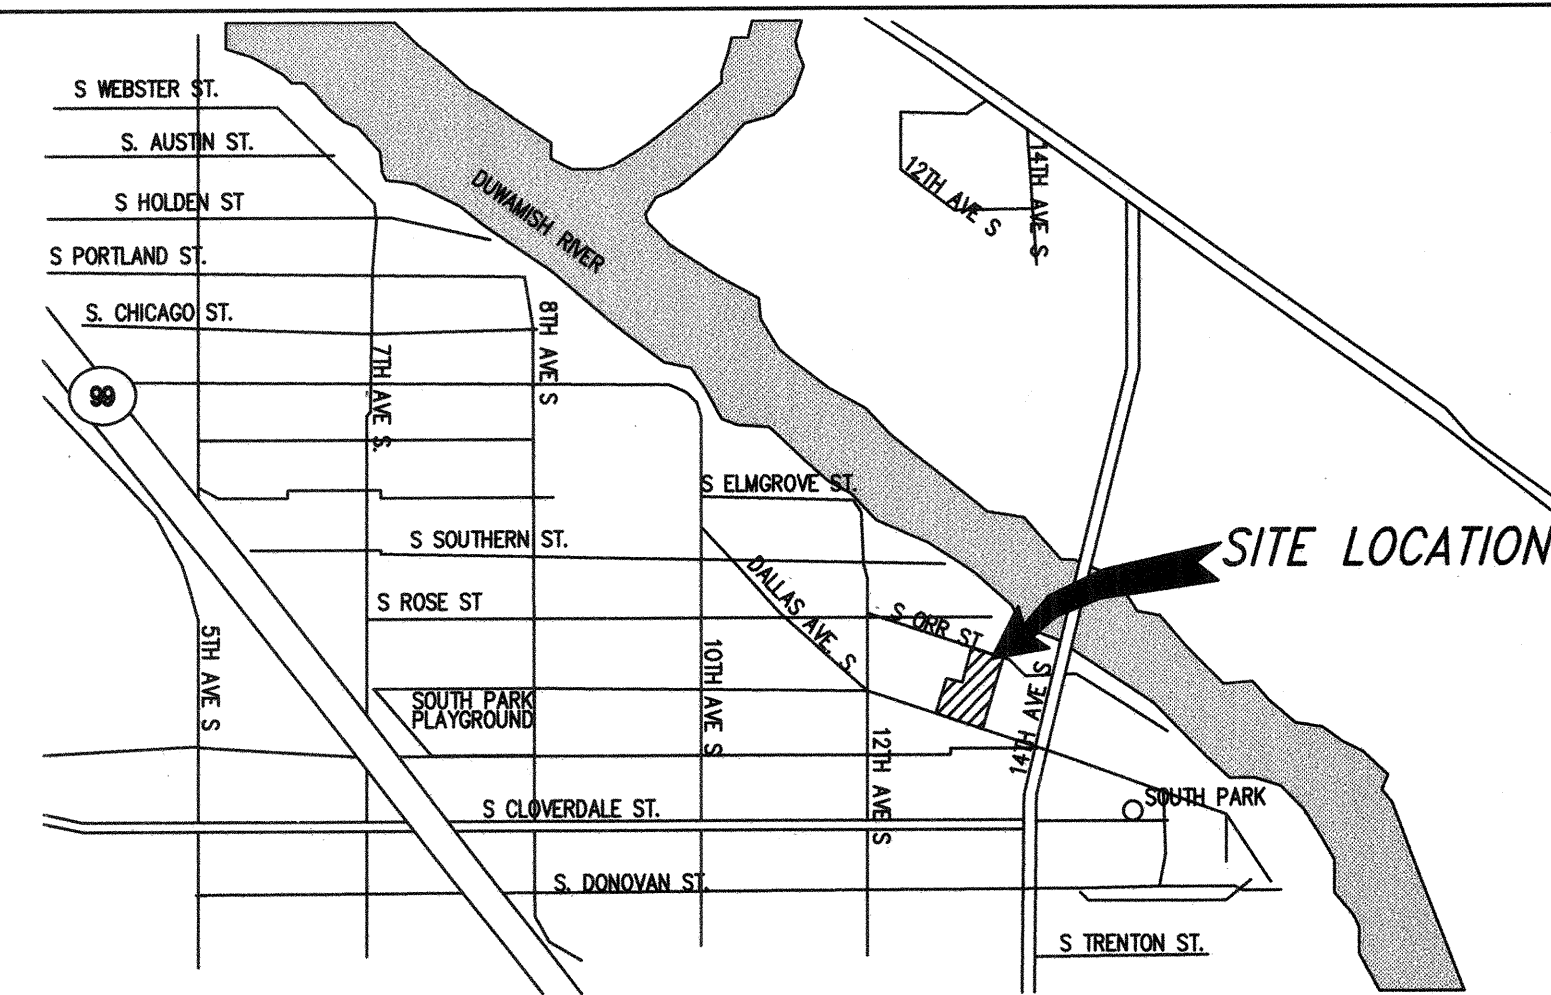 S WEBSTER ST.
S. AUSTIN ST.
S HOLDEN ST
S PORTLAND ST.
S. CHICAGO ST.
99
7TH AVE S.
8TH AVE S
DUWAMISH RIVER
12TH AVE S
14TH AVE S
S ELMGROVE ST.
S SOUTHERN ST.
S ROSE ST
DALLAS AVE. S
S ORR ST
SITE LOCATION
5TH AVE S
SOUTH PARK
PLAYGROUND
10TH AVE S
12TH AVE S
14TH AVE S
SOUTH PARK
S CLOVERDALE ST.
S. DONOVAN ST.
S TRENTON ST.